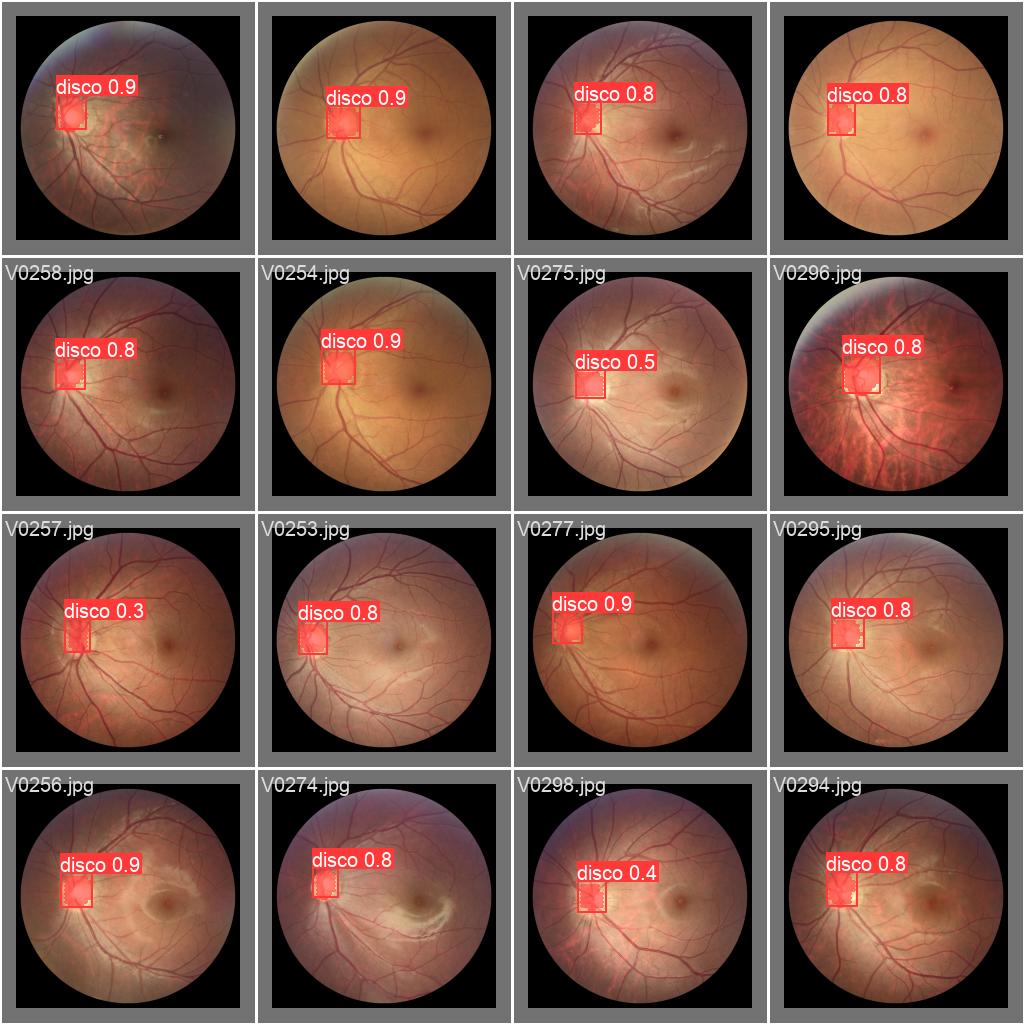 disco 0.9
disco 0.9
disco 0.8
disco 0.8
V0258.jpg
V0254.jpg
V0275.jpg
V0296.jpg
disco 0.8
disco 0.9
disco 0.5
disco 0.8
V0257.jpg
V0253.jpg
V0277.jpg
V0295.jpg
disco 0.3
disco 0.8
disco 0.9
disco 0.8
V0256.jpg
V0274.jpg
V0298.jpg
V0294.jpg
disco 0.9
disco 0.8
disco 0.4
disco 0.8